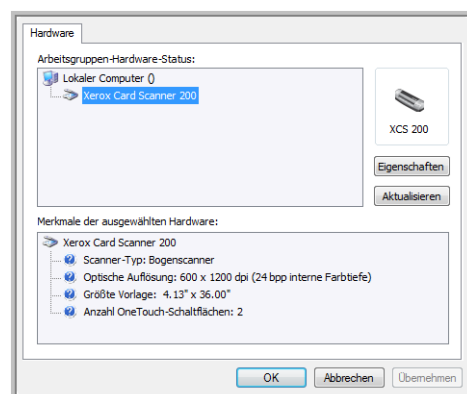 Hardware
Arbeitsgruppen-Hardware-Status:
Lokaler Computer ()
Xerox Card Scanner 200
XCS 200
Eigenschaften
Aktualisieren
Merkmale der ausgewählten Hardware:
Xerox Card Scanner 200
Scanner-Typ: Bogenscanner
Optische Auflösung: 600 x 1200 dpi (24 bpp interne Farbtiefe)
Größte Vorlage: 4.13" x 36.00"
Anzahl OneTouch-Schaltflächen: 2
OK
Abbrechen
Übernehmen